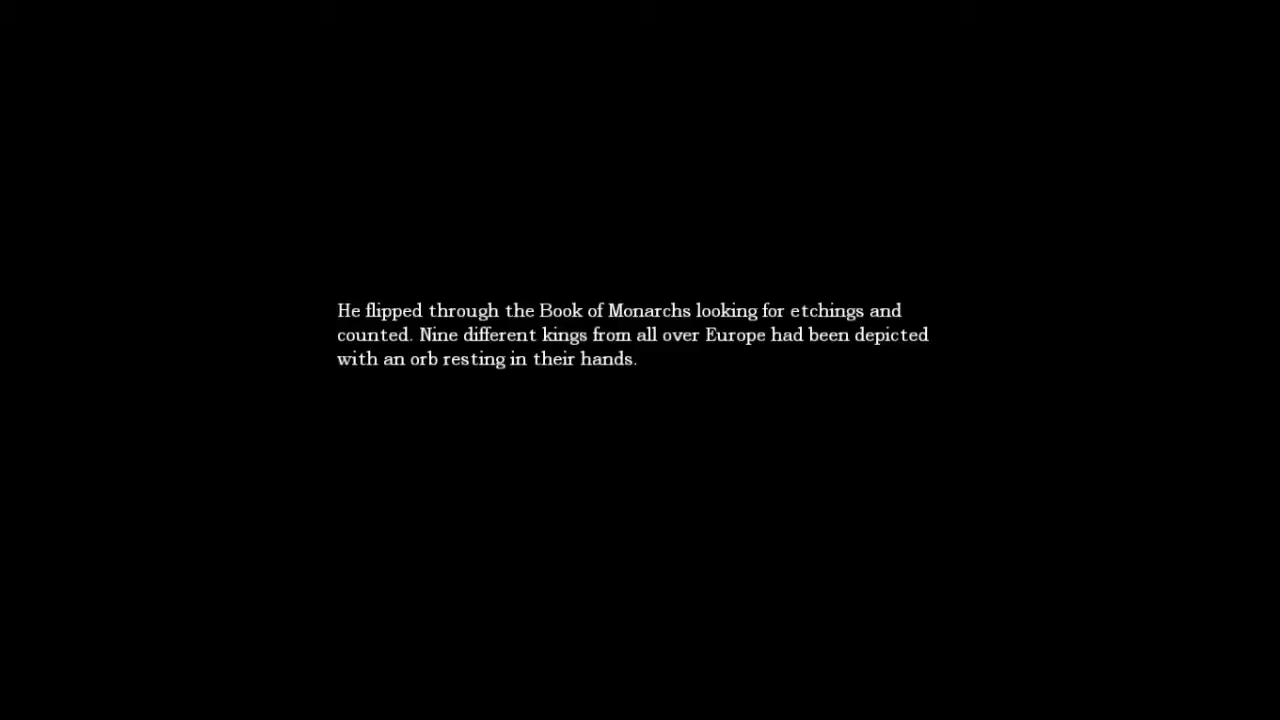 He flipped through the Book of Monarchs looking for etchings and
counted. Nine different kings from all over Europe had been depicted
with an orb resting in their hands.